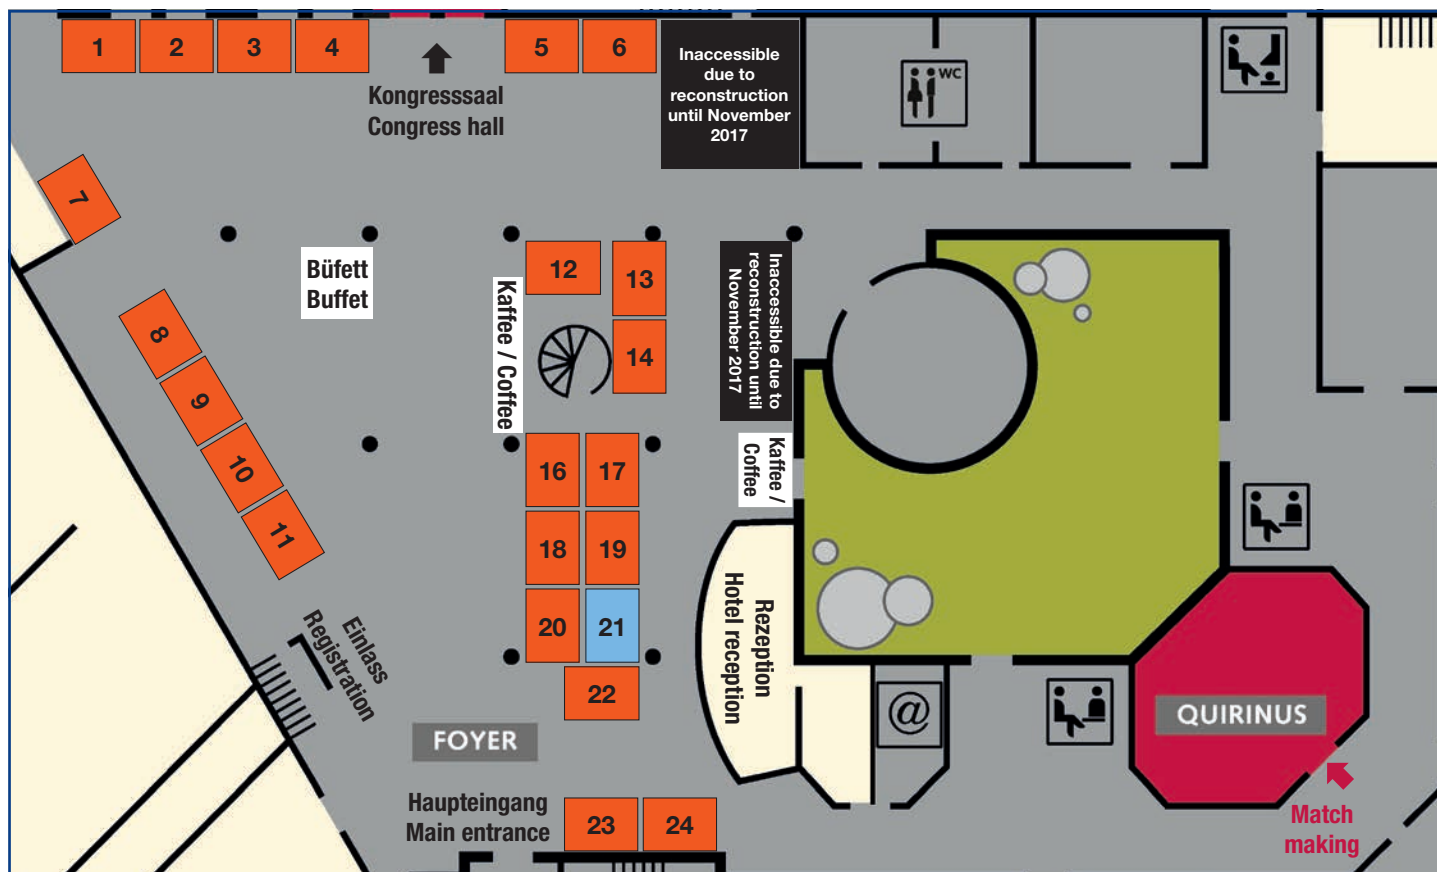 1
2
3
4
5
6
Kongresssaal
Congress hall
Inaccessible
due to
reconstruction
until November
2017
WC
7
Büfett
Buffet
8
9
10
11
Kaffee / Coffee
12
13
14
Inaccessible due to
reconstruction until
November 2017
Kaffee /
Coffee
16
17
18
19
20
21
22
Rezeption
Hotel reception
Einlass
Registration
FOYER
@
QUIRINUS
Haupteingang
Main entrance
23
24
Match
making